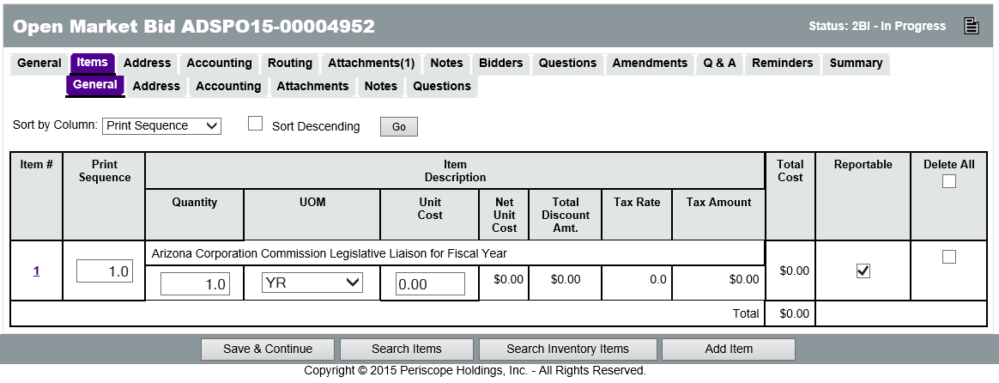 Open Market Bid ADSPO15-00004952
Status: 2BI - In Progress
General Items Address Accounting Routing Attachments(1) Notes Bidders Questions Amendments Q & A Reminders Summary
General Address Accounting Attachments Notes Questions
Sort by Column: Print Sequence Sort Descending Go
Item # Print Sequence Item Description Total Cost Reportable Delete All
Quantity UOM Unit Cost Net Unit Cost Total Discount Amt. Tax Rate Tax Amount
Arizona Corporation Commission Legislative Liaison for Fiscal Year
1 1.0 1.0 YR 0.00 $0.00 $0.00 0.0 $0.00 $0.00
Total $0.00
Save & Continue Search Items Search Inventory Items Add Item
Copyright © 2015 Periscope Holdings, Inc. - All Rights Reserved.